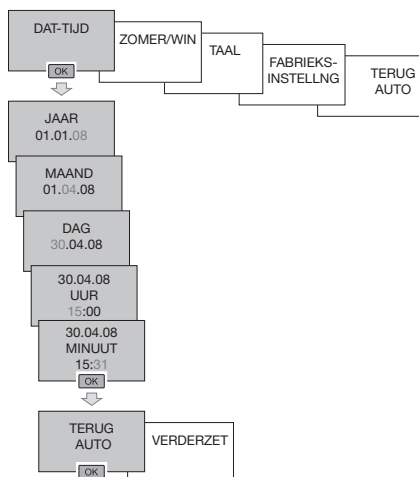 DAT-TIJD
OK
ZOMER/WIN
TAAL
FABRIEKS-
INSTELLNG
TERUG
AUTO
JAAR
01.01.08
MAAND
01.04.08
DAG
30.04.08
30.04.08
UUR
15:00
30.04.08
MINUUT
15:31
OK
TERUG
AUTO
OK
VERDERZET